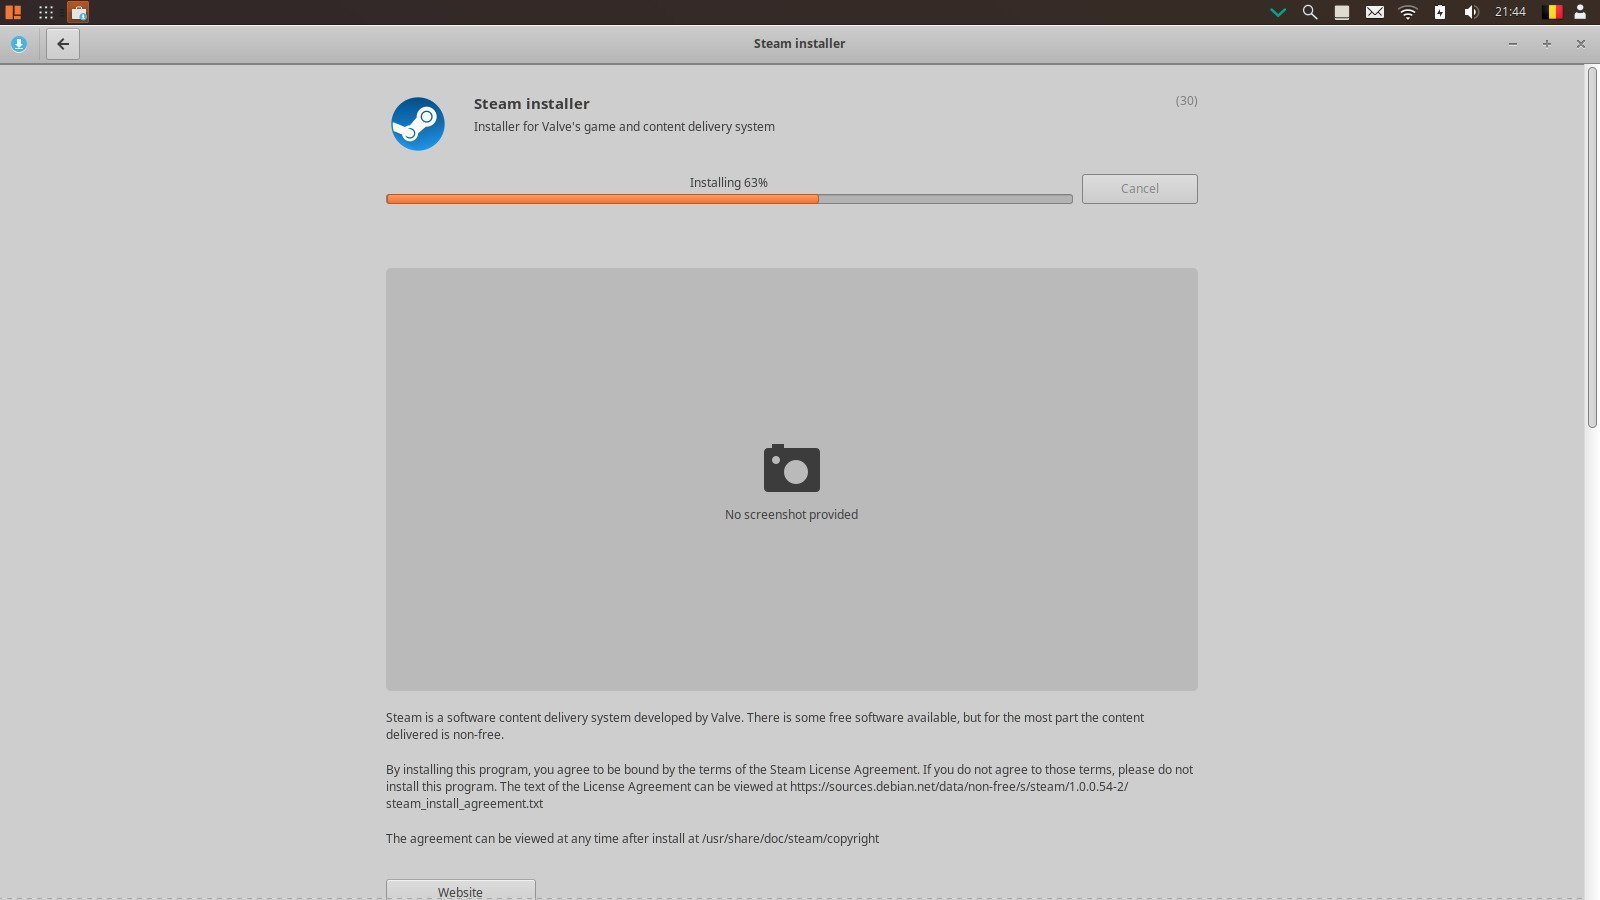 21:44
Steam installer
Steam installer
(30)
Installer for Valve's game and content delivery system
Installing 63%
Cancel
No screenshot provided
Steam is a software content delivery system developed by Valve. There is some free software available, but for the most part the content
delivered is non-free.
By installing this program, you agree to be bound by the terms of the Steam License Agreement. If you do not agree to those terms, please do not
install this program. The text of the License Agreement can be viewed at https://sources.debian.net/data/non-free/s/steam/1.0.0.54-2/
steam_install_agreement.txt
The agreement can be viewed at any time after install at /usr/share/doc/steam/copyright
Website